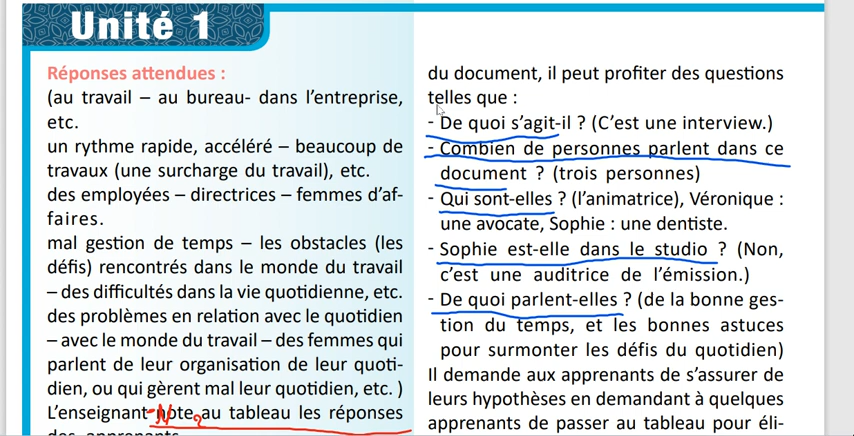 Unité 1
Réponses attendues :
(au travail – au bureau- dans l'entreprise,
etc.
un rythme rapide, accéléré – beaucoup de
travaux (une surcharge du travail), etc.
des employées – directrices – femmes d'af-
faires.
mal gestion de temps – les obstacles (les
défis) rencontrés dans le monde du travail
– des difficultés dans la vie quotidienne, etc.
des problèmes en relation avec le quotidien
– avec le monde du travail – des femmes qui
parlent de leur organisation de leur quoti-
dien, ou qui gèrent mal leur quotidien, etc. )
L'enseignant note au tableau les réponses
des apprenants
du document, il peut profiter des questions
telles que :
- De quoi s'agit-il ? (C'est une interview.)
- Combien de personnes parlent dans ce
document ? (trois personnes)
- Qui sont-elles ? (l'animatrice), Véronique :
une avocate, Sophie : une dentiste.
- Sophie est-elle dans le studio ? (Non,
c'est une auditrice de l'émission.)
- De quoi parlent-elles ? (de la bonne ges-
tion du temps, et les bonnes astuces
pour surmonter les défis du quotidien)
Il demande aux apprenants de s'assurer de
leurs hypothèses en demandant à quelques
apprenants de passer au tableau pour éli-